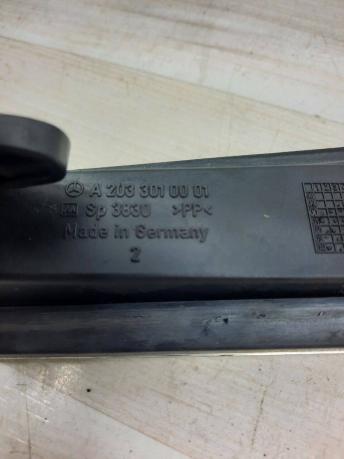 A 203 301 00 01
Sp 3830 >PP<
Made in Germany
2